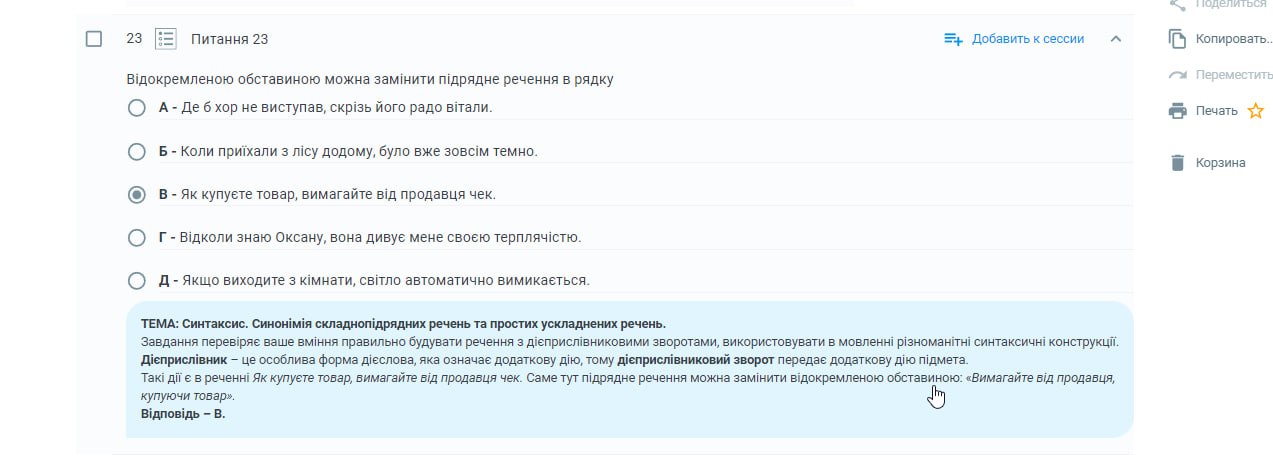 Поделиться
23 Питання 23 Добавить к сессии
Копировать...
Відокремленою обставиною можна замінити підрядне речення в рядку
Переместить
А - Де б хор не виступав, скрізь його радо вітали.
Печать
Б - Коли приїхали з лісу додому, було вже зовсім темно.
Корзина
В - Як купуєте товар, вимагайте від продавця чек.
Г - Відколи знаю Оксану, вона дивує мене своєю терплячістю.
Д - Якщо виходите з кімнати, світло автоматично вимикається.
ТЕМА: Синтаксис. Синонімія складнопідрядних речень та простих ускладнених речень.
Завдання перевіряє ваше вміння правильно будувати речення з дієприслівниковими зворотами, використовувати в мовленні різноманітні синтаксичні конструкції.
Дієприслівник – це особлива форма дієслова, яка означає додаткову дію, тому дієприслівниковий зворот передає додаткову дію підмета.
Такі дії є в реченні Як купуєте товар, вимагайте від продавця чек. Саме тут підрядне речення можна замінити відокремленою обставиною: «Вимагайте від продавця,
купуючи товар».
Відповідь – В.